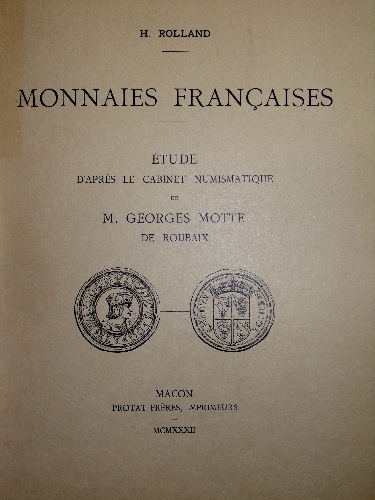 H. ROLLAND
MONNAIES FRANÇAISES
ÉTUDE
D'APRÈS LE CABINET NUMISMATIQUE
DE
M. GEORGES MOTTE
DE ROUBAIX
MACON
PROTAT FRÈRES, IMPRIMEURS
MCMXXXII